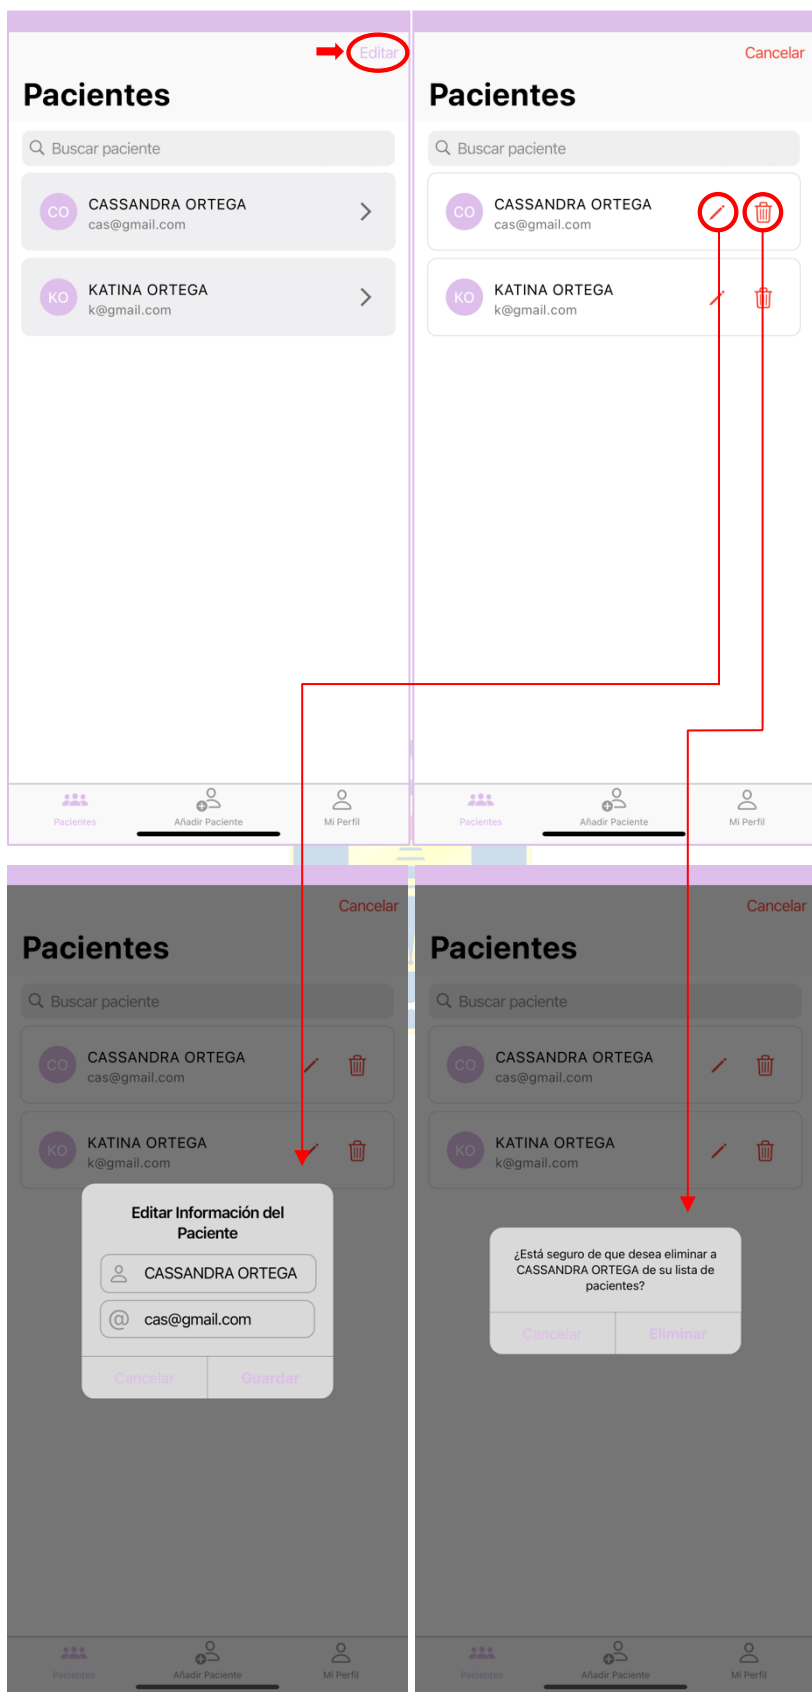 Editar
Pacientes
Buscar paciente
CO
CASSANDRA ORTEGA
cas@gmail.com
KO
KATINA ORTEGA
k@gmail.com
Pacientes
Añadir Paciente
Mi Perfil
Cancelar
Pacientes
Buscar paciente
CO
CASSANDRA ORTEGA
cas@gmail.com
KO
KATINA ORTEGA
k@gmail.com
Pacientes
Añadir Paciente
Mi Perfil
Cancelar
Pacientes
Buscar paciente
CO
CASSANDRA ORTEGA
cas@gmail.com
KO
KATINA ORTEGA
k@gmail.com
Editar Información del
Paciente
CASSANDRA ORTEGA
@ cas@gmail.com
Cancelar
Guardar
Pacientes
Añadir Paciente
Mi Perfil
Cancelar
Pacientes
Buscar paciente
CO
CASSANDRA ORTEGA
cas@gmail.com
KO
KATINA ORTEGA
k@gmail.com
¿Está seguro de que desea eliminar a
CASSANDRA ORTEGA de su lista de
pacientes?
Cancelar
Eliminar
Pacientes
Añadir Paciente
Mi Perfil